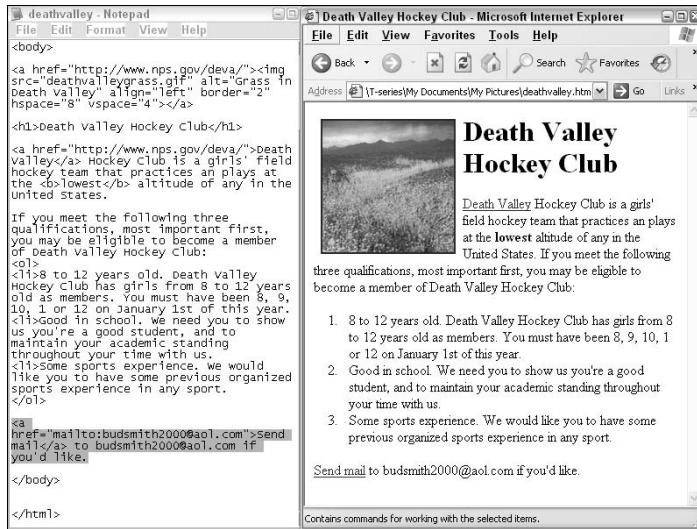 deathvalley - Notepad
File Edit Format View Help
<body>
<a href="http://www.nps.gov/deva/"><img
src="deathvalleygrass.gif" alt="Grass in
Death Valley" align="left" border="2"
hspace="8" vspace="4"></a>
<h1>Death Valley Hockey Club</h1>
<a href="http://www.nps.gov/deva/">Death
Valley</a> Hockey Club is a girls' field
hockey team that practices an plays at
the <b>lowest</b> altitude of any in the
United States.
If you meet the following three
qualifications, most important first,
you may be eligible to become a member
of Death Valley Hockey Club:
<ol>
<li>8 to 12 years old. Death Valley
Hockey Club has girls from 8 to 12 years
old as members. You must have been 8, 9,
10, 1 or 12 on January 1st of this year.
<li>Good in school. We need you to show
us you're a good student, and to
maintain your academic standing
throughout your time with us.
<li>Some sports experience. We would
like you to have some previous organized
sports experience in any sport.
</ol>
<a
href="mailto:budsmith2000@aol.com">Send
mail</a> to budsmith2000@aol.com if
you'd like.
</body>
</html>
Death Valley Hockey Club - Microsoft Internet Explorer
File Edit View Favorites Tools Help
Back Search Favorites
Address \T-series\My Documents\My Pictures\deathvalley.htm Go Links
Death Valley
Hockey Club
Death Valley Hockey Club is a girls'
field hockey team that practices an plays
at the lowest altitude of any in the
United States. If you meet the following
three qualifications, most important first, you may be eligible to
become a member of Death Valley Hockey Club:
1. 8 to 12 years old. Death Valley Hockey Club has girls from 8
to 12 years old as members. You must have been 8, 9, 10, 1
or 12 on January 1st of this year.
2. Good in school. We need you to show us you're a good
student, and to maintain your academic standing throughout
your time with us.
3. Some sports experience. We would like you to have some
previous organized sports experience in any sport.
Send mail to budsmith2000@aol.com if you'd like.
Contains commands for working with the selected items.